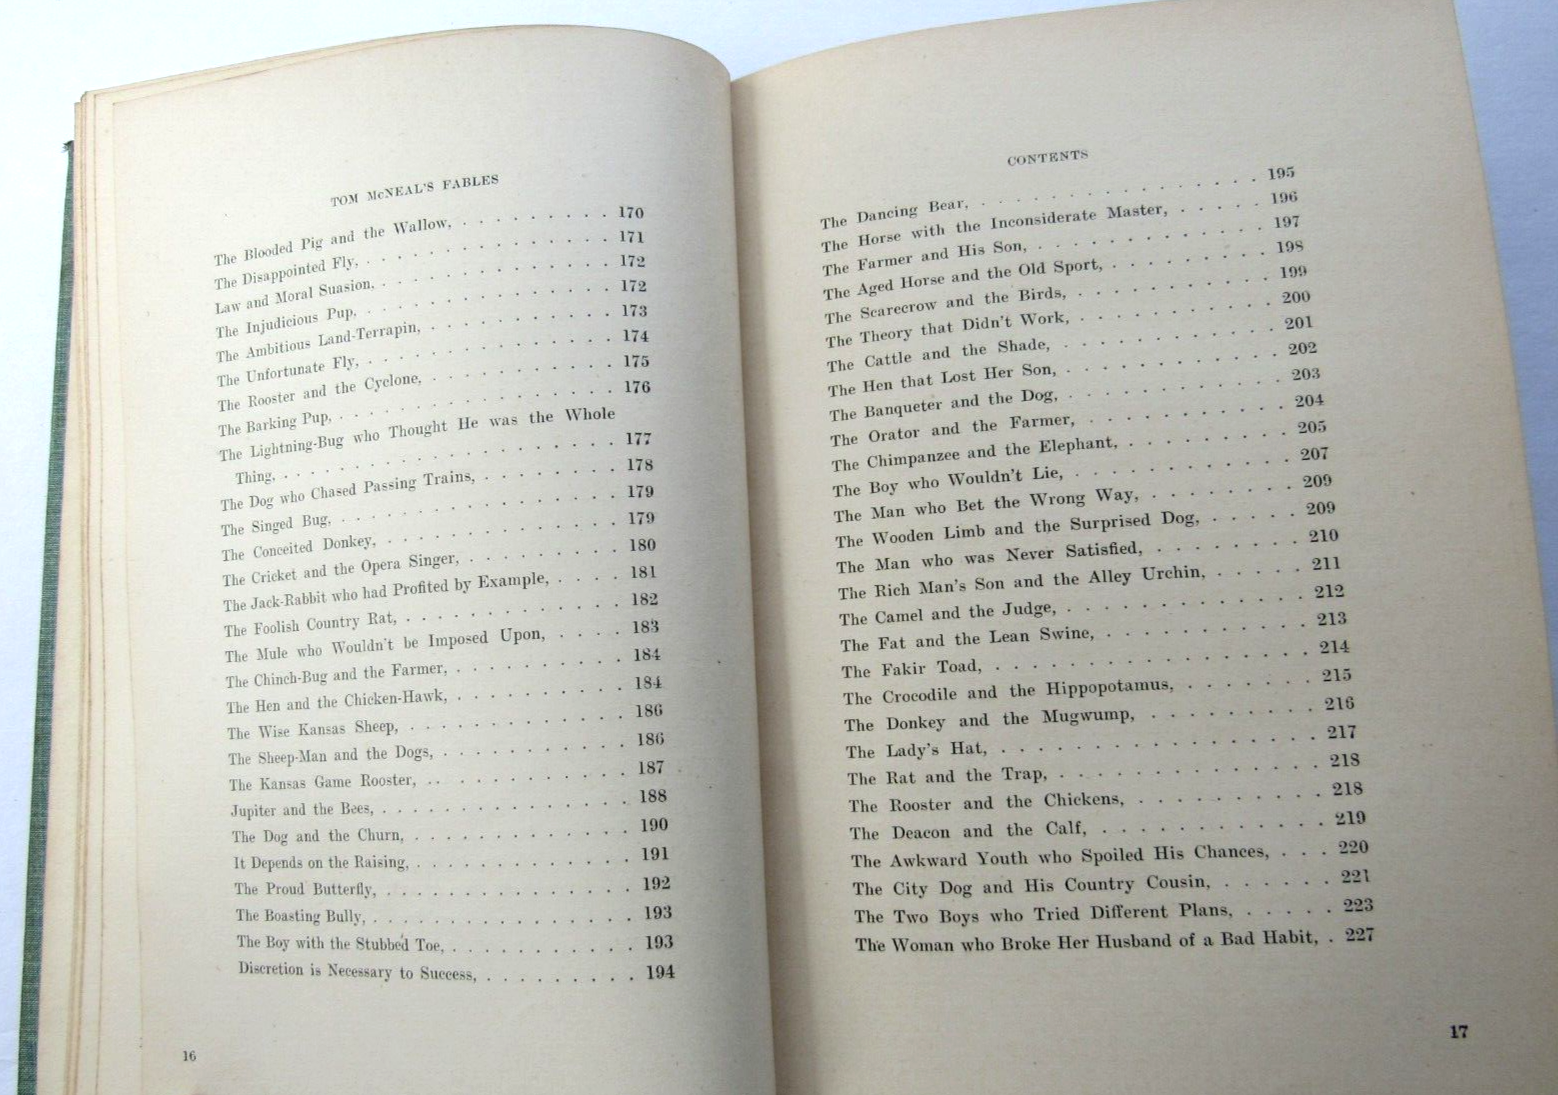 TOM McNEAL'S FABLES
The Blooded Pig and the Wallow, . . . . . . . . . 170
The Disappointed Fly, . . . . . . . . . . . . . 171
Law and Moral Suasion, . . . . . . . . . . . . 172
The Injudicious Pup, . . . . . . . . . . . . . 172
The Ambitious Land-Terrapin, . . . . . . . . . . 173
The Unfortunate Fly, . . . . . . . . . . . . . 174
The Rooster and the Cyclone, . . . . . . . . . . 175
The Barking Pup, . . . . . . . . . . . . . . 176
The Lightning-Bug who Thought He was the Whole
Thing, . . . . . . . . . . . . . . . . . 177
The Dog who Chased Passing Trains, . . . . . . . . 178
The Singed Bug, . . . . . . . . . . . . . . 179
The Conceited Donkey, . . . . . . . . . . . . 179
The Cricket and the Opera Singer, . . . . . . . . . 180
The Jack-Rabbit who had Profited by Example, . . . . 181
The Foolish Country Rat, . . . . . . . . . . . 182
The Mule who Wouldn't be Imposed Upon, . . . . 183
The Chinch-Bug and the Farmer, . . . . . . . . . 184
The Hen and the Chicken-Hawk, . . . . . . . . . 184
The Wise Kansas Sheep, . . . . . . . . . . . . 186
The Sheep-Man and the Dogs, . . . . . . . . . . 186
The Kansas Game Rooster, . . . . . . . . . . . 187
Jupiter and the Bees, . . . . . . . . . . . . . 188
The Dog and the Churn, . . . . . . . . . . . . 190
It Depends on the Raising, . . . . . . . . . . . . 191
The Proud Butterfly, . . . . . . . . . . . . . 192
The Boasting Bully, . . . . . . . . . . . . . . 193
The Boy with the Stubbed Toe, . . . . . . . . . . 193
Discretion is Necessary to Success, . . . . . . . . . 194
16
CONTENTS
The Dancing Bear, . . . . . . . . . . . . . . 195
The Horse with the Inconsiderate Master, . . . . . 196
The Farmer and His Son, . . . . . . . . . . . . 197
The Aged Horse and the Old Sport, . . . . . . . . 198
The Scarecrow and the Birds, . . . . . . . . . . 199
The Theory that Didn't Work, . . . . . . . . . . 200
The Cattle and the Shade, . . . . . . . . . . . 201
The Hen that Lost Her Son, . . . . . . . . . . . 202
The Banqueter and the Dog, . . . . . . . . . . . 203
The Orator and the Farmer, . . . . . . . . . . 204
The Chimpanzee and the Elephant, . . . . . . . . 205
The Boy who Wouldn't Lie, . . . . . . . . . . . 207
The Man who Bet the Wrong Way, . . . . . . . . 209
The Wooden Limb and the Surprised Dog, . . . . . 209
The Man who was Never Satisfied, . . . . . . . . 210
The Rich Man's Son and the Alley Urchin, . . . . . 211
The Camel and the Judge, . . . . . . . . . . . . 212
The Fat and the Lean Swine, . . . . . . . . . . 213
The Fakir Toad, . . . . . . . . . . . . . . . 214
The Crocodile and the Hippopotamus, . . . . . . . 215
The Donkey and the Mugwump, . . . . . . . . . 216
The Lady's Hat, . . . . . . . . . . . . . . . . 217
The Rat and the Trap, . . . . . . . . . . . . . 218
The Rooster and the Chickens, . . . . . . . . . . 218
The Deacon and the Calf, . . . . . . . . . . . . 219
The Awkward Youth who Spoiled His Chances, . . . 220
The City Dog and His Country Cousin, . . . . . . 221
The Two Boys who Tried Different Plans, . . . . . 223
The Woman who Broke Her Husband of a Bad Habit, . 227
17